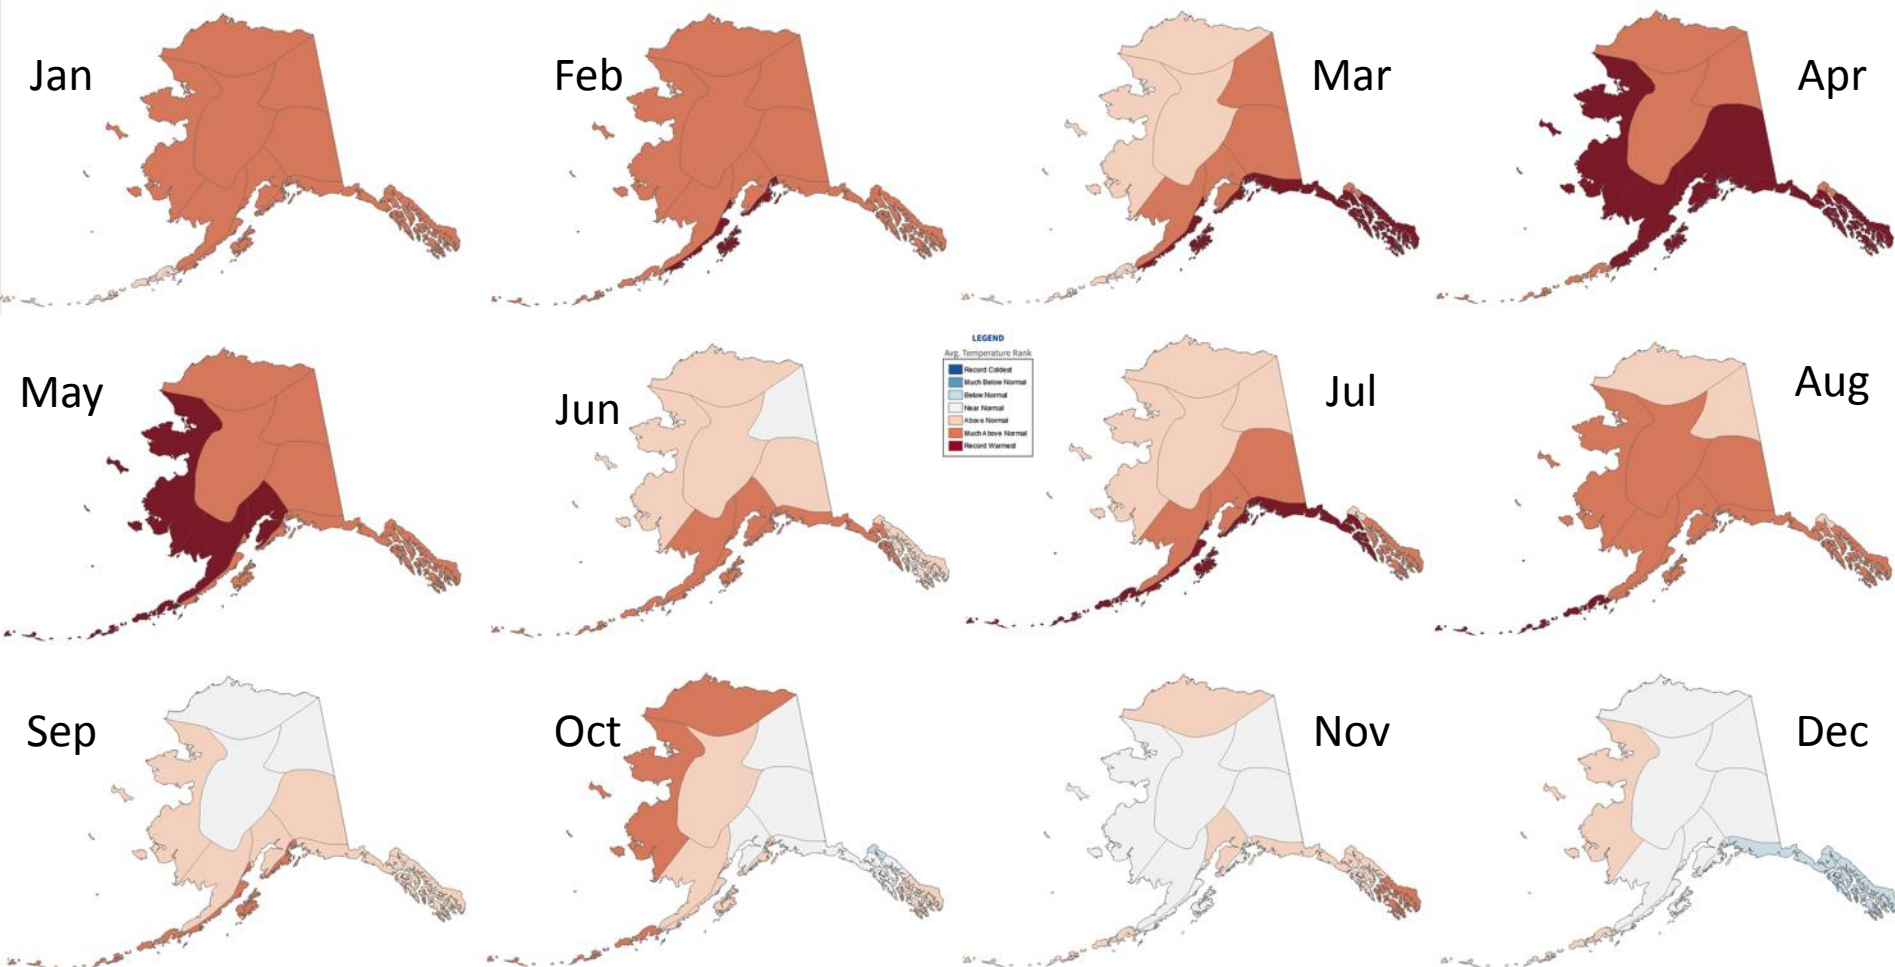 Jan
Feb
Mar
Apr
May
Jun
LEGEND
Avg. Temperature Rank
Record Coldest
Much Below Normal
Below Normal
Near Normal
Above Normal
Much Above Normal
Record Warmest
Jul
Aug
Sep
Oct
Nov
Dec